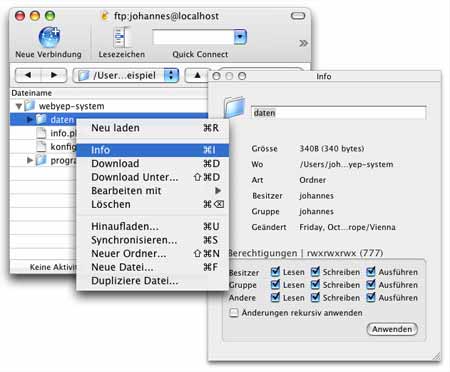 ftp:johannes@localhost
Neue Verbindung
Lesezeichen
Quick Connect
/User...eispiel
Dateiname
webyep-system
daten
info.p
konfig
progra
Keine Aktivit
Neu laden ⌘R
Info ⌘I
Download ⌘D
Download Unter... ⇧⌘D
Bearbeiten mit
Löschen ⌘⌫
Hinaufladen... ⌘U
Synchronisieren... ⌘S
Neuer Ordner... ⇧⌘N
Neue Datei... ⌘F
Dupliziere Datei...
Info
daten
Grösse 340B (340 bytes)
Wo /Users/joh...yep-system
Art Ordner
Besitzer johannes
Gruppe johannes
Geändert Friday, Oct...rope/Vienna
Berechtigungen | rwxrwxrwx (777)
Besitzer Lesen Schreiben Ausführen
Gruppe Lesen Schreiben Ausführen
Andere Lesen Schreiben Ausführen
Änderungen rekursiv anwenden
Anwenden